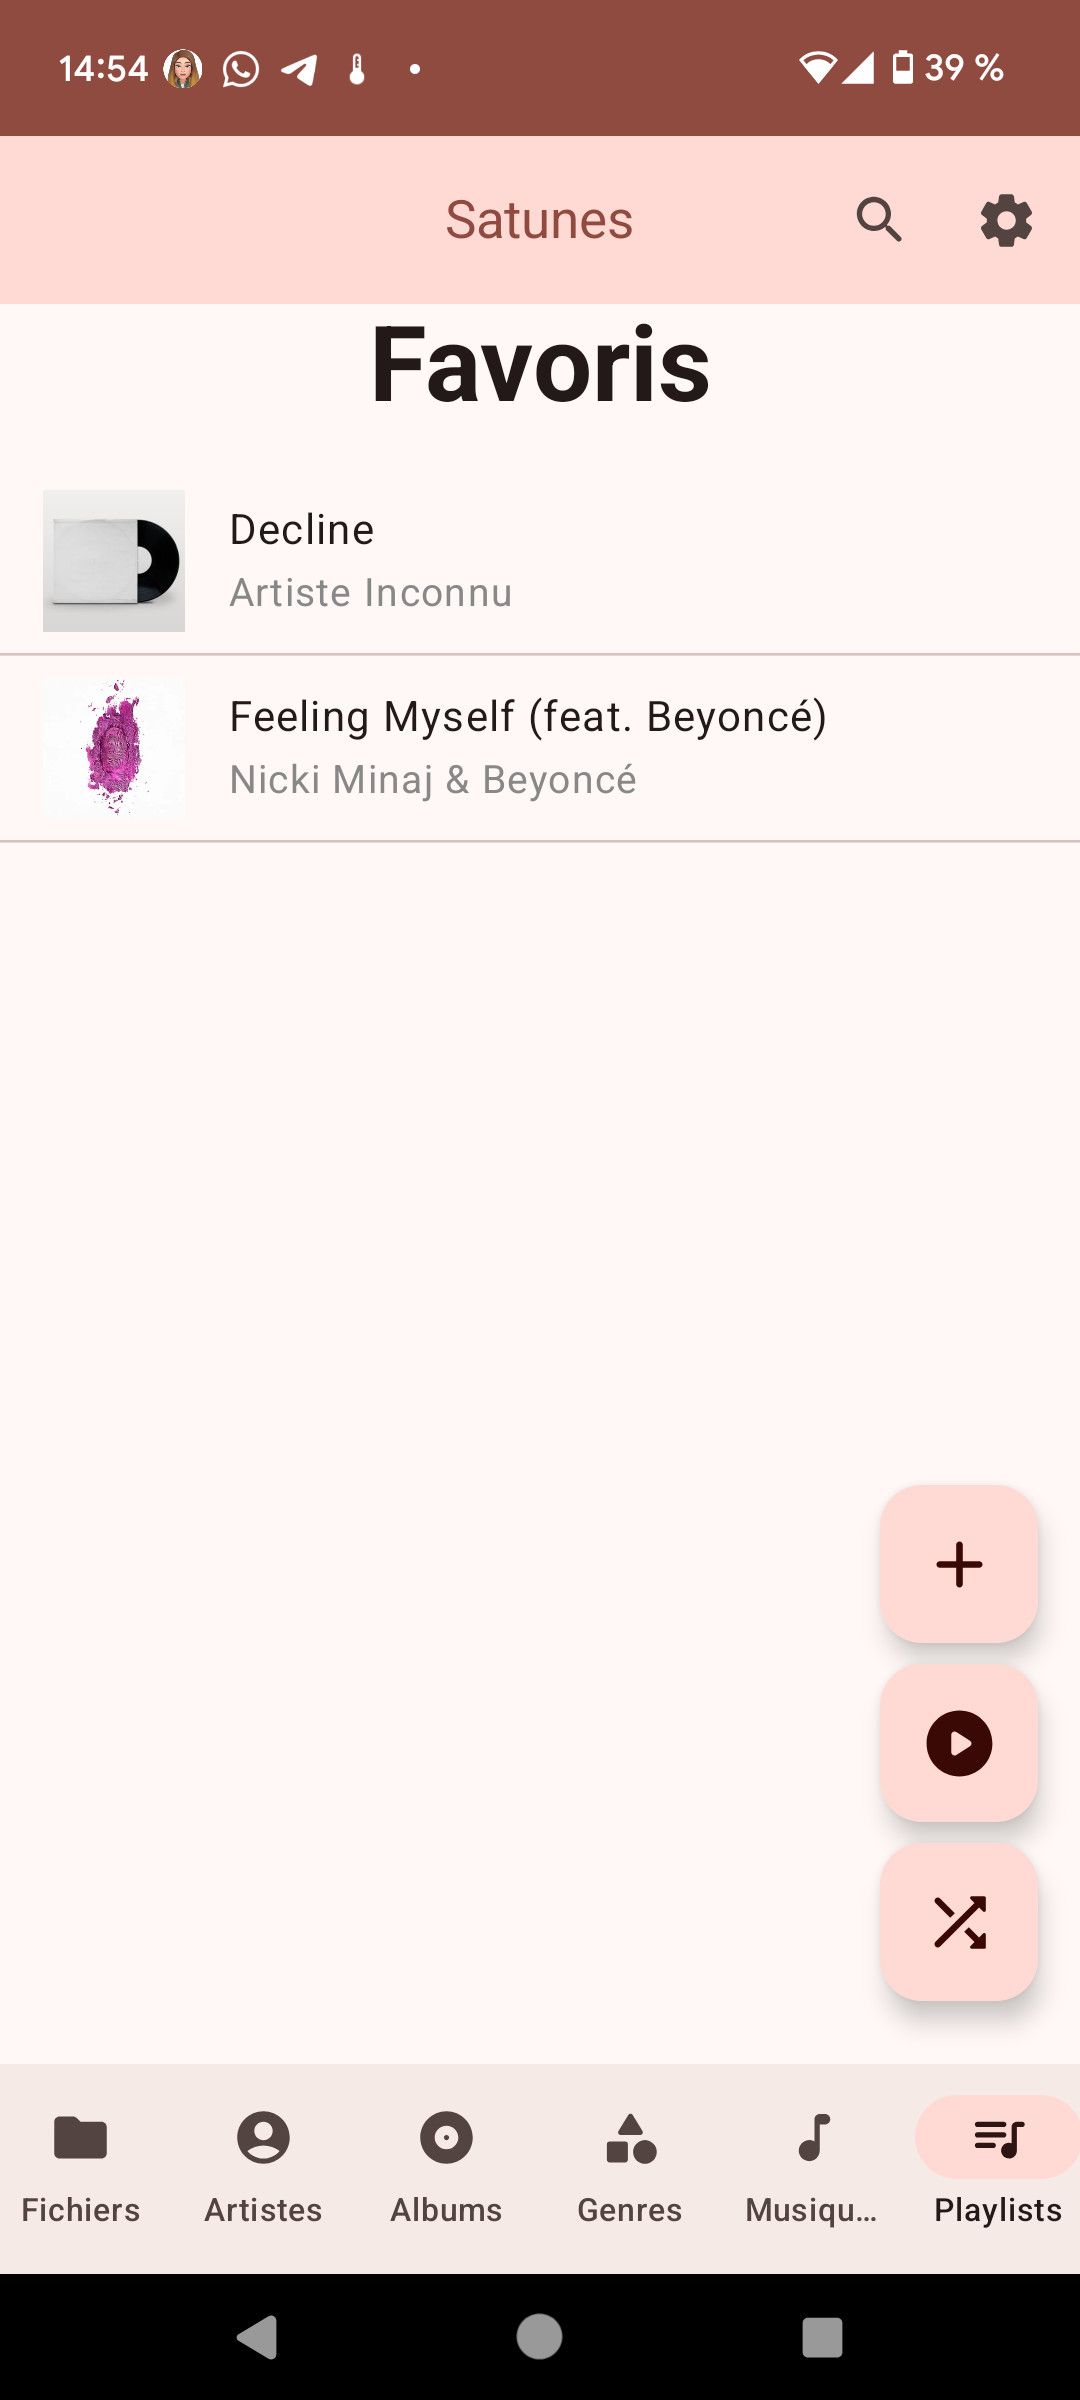 14:54
39 %
Satunes
Favoris
Decline
Artiste Inconnu
Feeling Myself (feat. Beyoncé)
Nicki Minaj & Beyoncé
Fichiers
Artistes
Albums
Genres
Musiqu...
Playlists